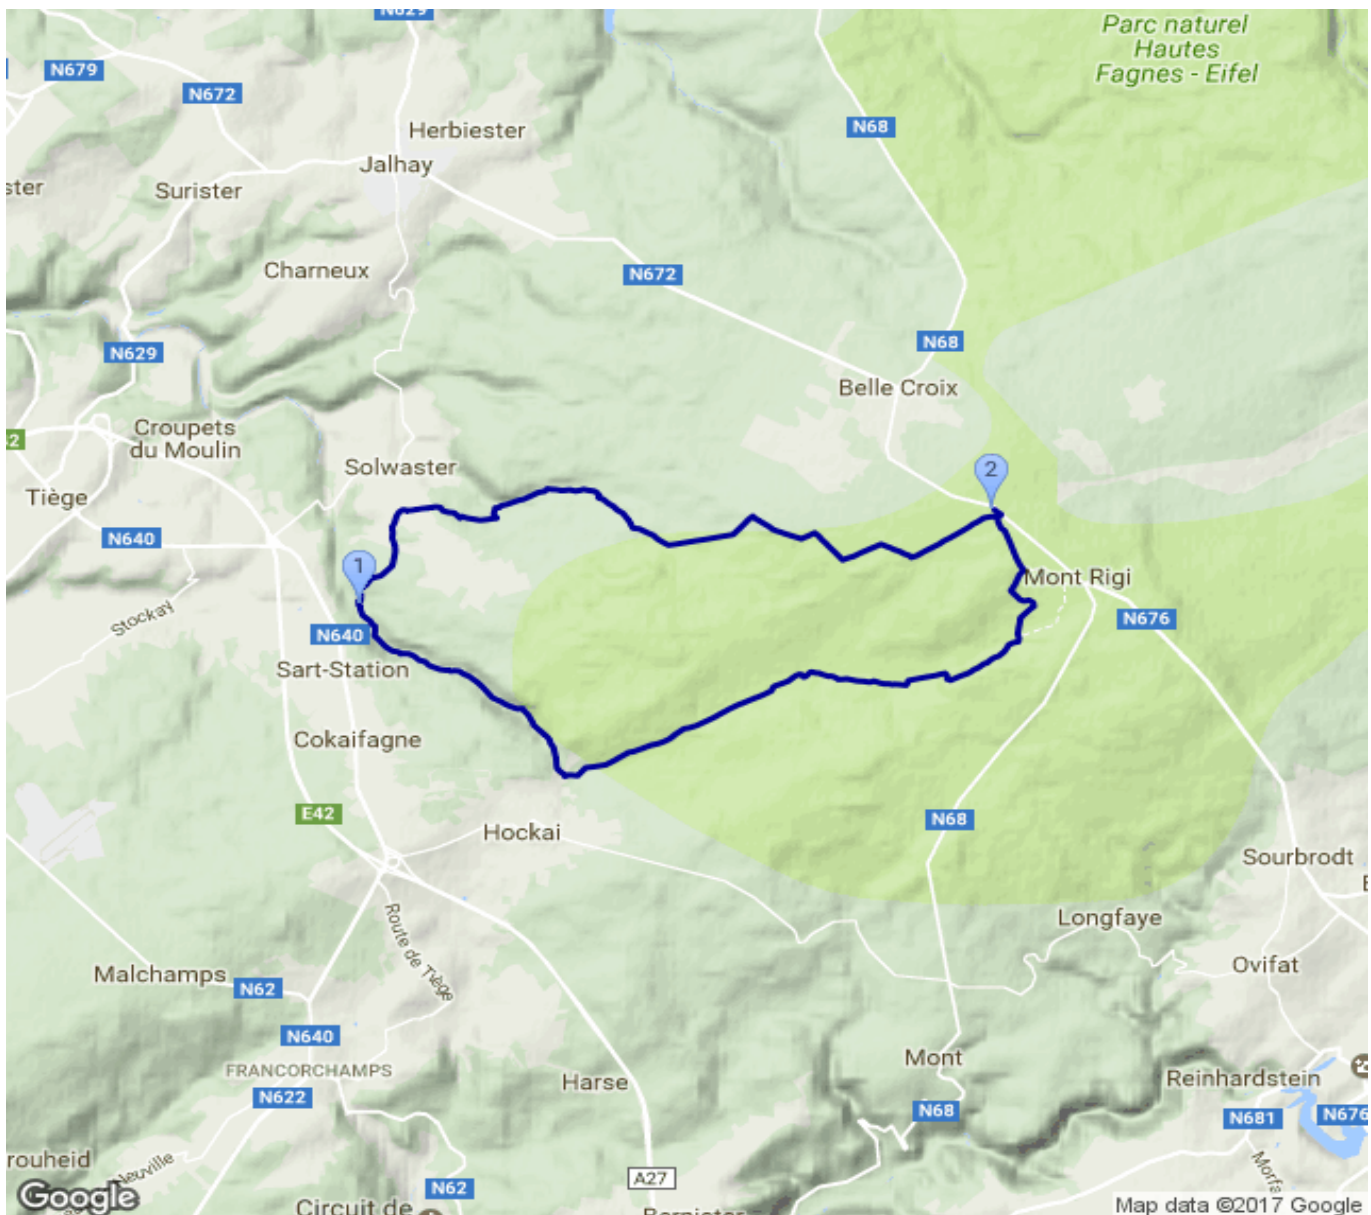 N629
Parc naturel
Hautes
Fagnes - Eifel
N679
N672
N68
Herbiester
Jalhay
ster
Surister
Charneux
N672
N629
N68
Belle Croix
Croupets
du Moulin
Solwaster
2
Tiège
N640
1
Mont Rigi
Stockay
N640
N676
Sart-Station
Cokaifagne
E42
Hockai
N68
Sourbrodt
Route de Tiège
Longfaye
Malchamps
N62
Ovifat
N640
Mont
FRANCORCHAMPS
Harse
Reinhardstein
N622
N68
N681
N676
rouheid
Neuville
A27
N62
Google
Circuit de
Map data ©2017 Google